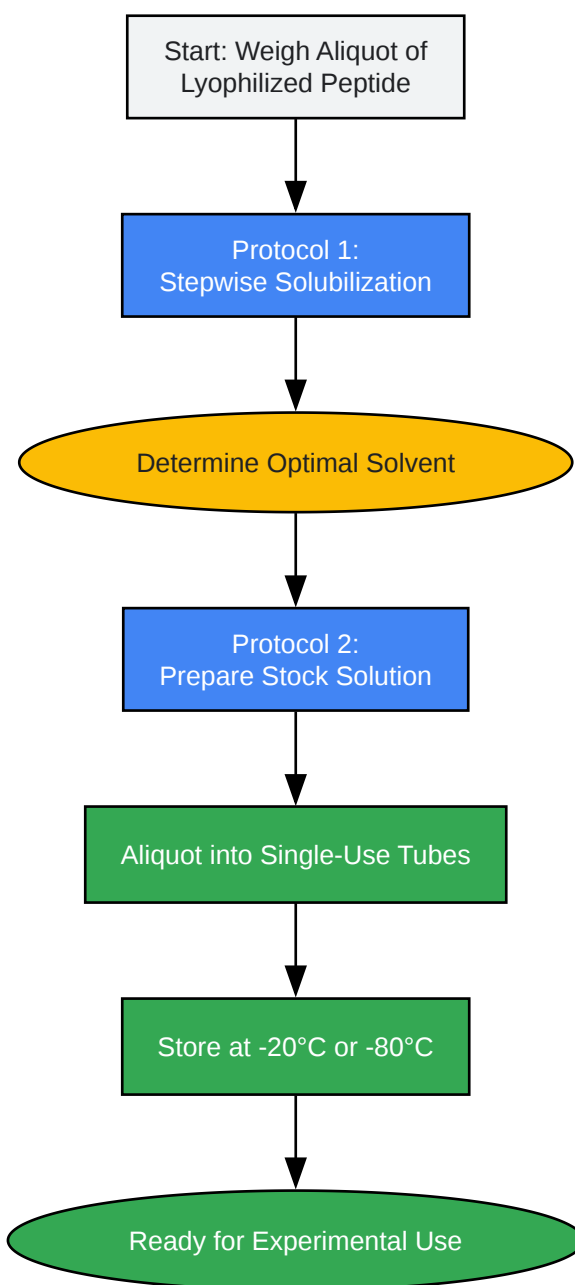 Start: Weigh Aliquot of
Lyophilized Peptide
Protocol 1:
Stepwise Solubilization
Determine Optimal Solvent
Protocol 2:
Prepare Stock Solution
Aliquot into Single-Use Tubes
Store at -20°C or -80°C
Ready for Experimental Use